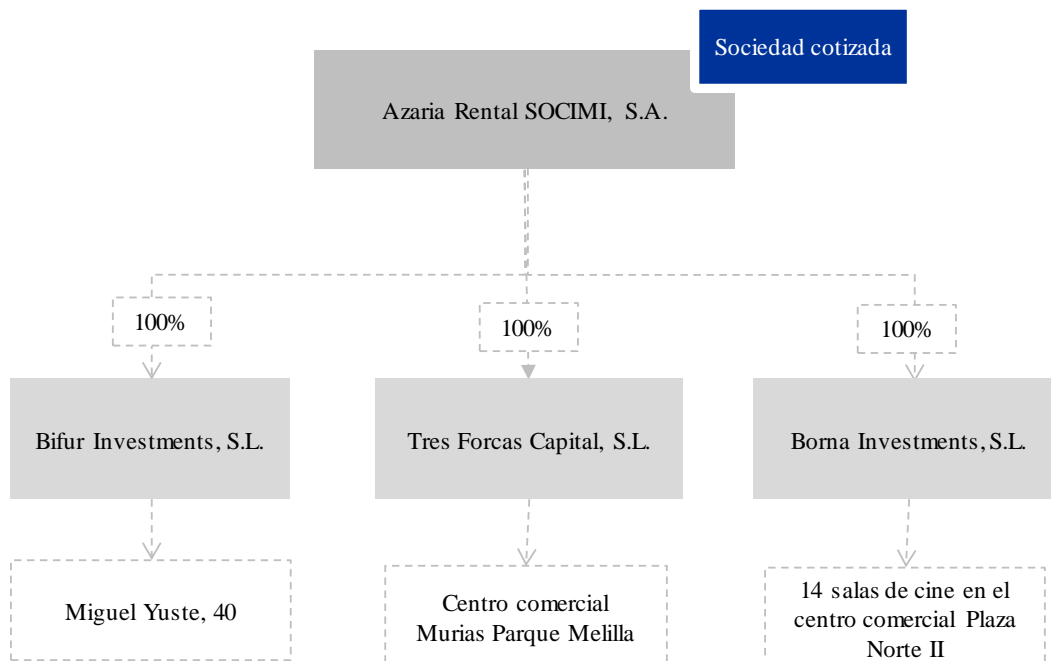 Sociedad cotizada
Azaria Rental SOCIMI, S.A.
100%
100%
100%
Bifur Investments, S.L.
Tres Forcas Capital, S.L.
Borna Investments, S.L.
Miguel Yuste, 40
Centro comercial
Murias Parque Melilla
14 salas de cine en el
centro comercial Plaza
Norte II